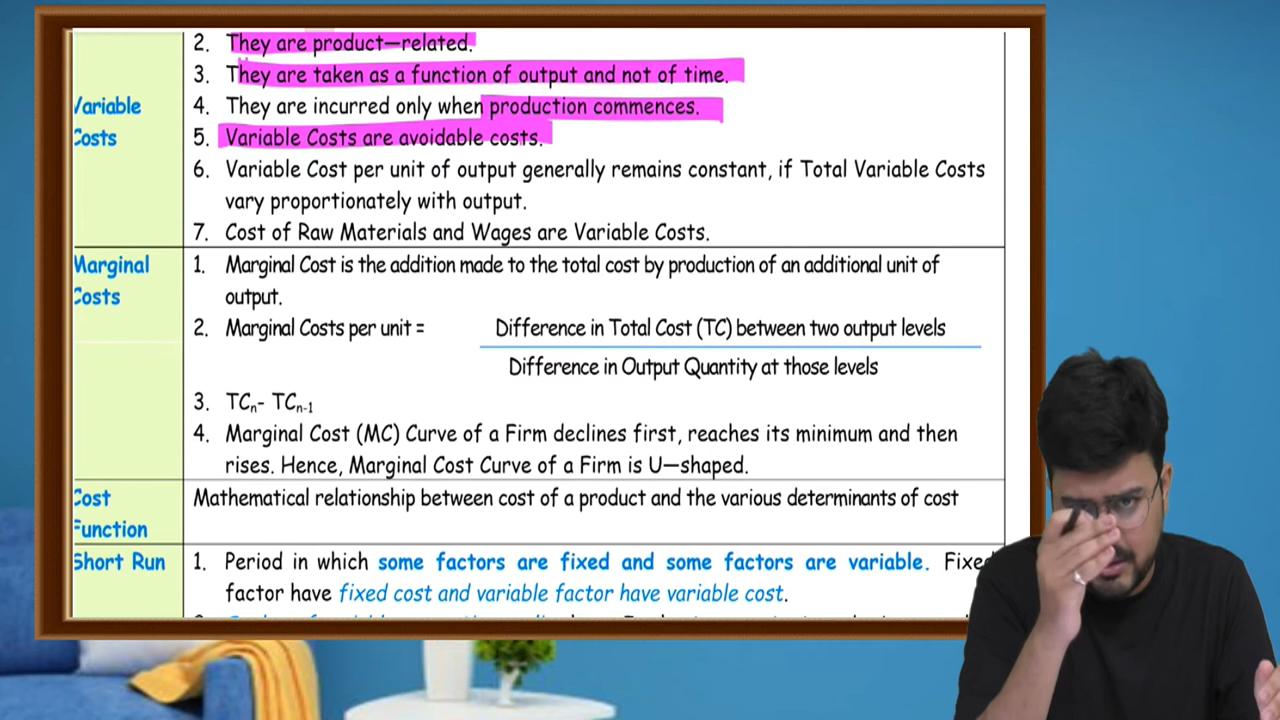 2. They are product—related.
3. They are taken as a function of output and not of time.
Variable
4. They are incurred only when production commences.
Costs
5. Variable Costs are avoidable costs.
6. Variable Cost per unit of output generally remains constant, if Total Variable Costs
vary proportionately with output.
7. Cost of Raw Materials and Wages are Variable Costs.
Marginal
Costs
1. Marginal Cost is the addition made to the total cost by production of an additional unit of
output.
2. Marginal Costs per unit =
Difference in Total Cost (TC) between two output levels
Difference in Output Quantity at those levels
3. TCn- TCn-1
4. Marginal Cost (MC) Curve of a Firm declines first, reaches its minimum and then
rises. Hence, Marginal Cost Curve of a Firm is U—shaped.
Cost
Function
Mathematical relationship between cost of a product and the various determinants of cost
Short Run
1. Period in which some factors are fixed and some factors are variable. Fixed
factor have fixed cost and variable factor have variable cost.